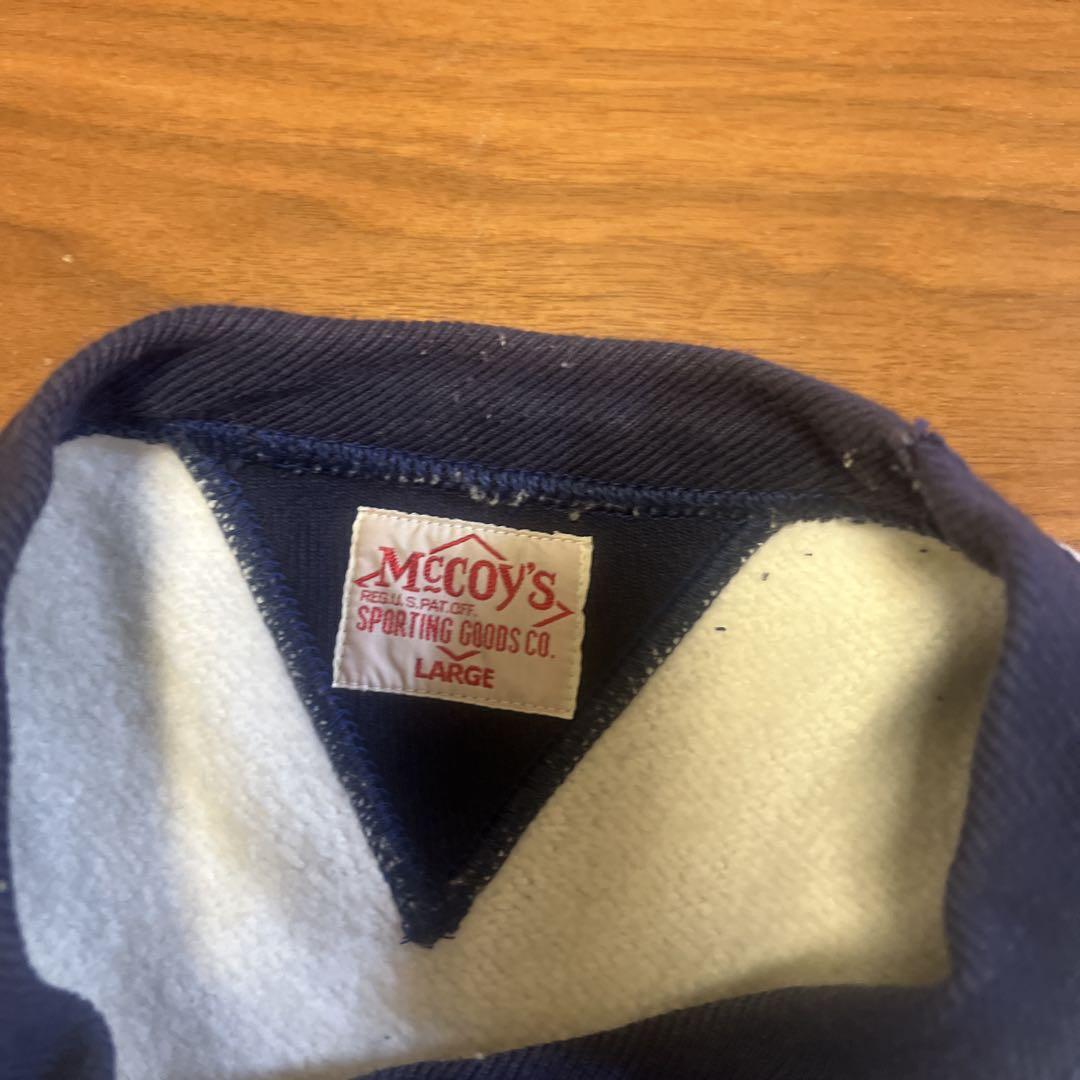 McCOY'S
REG. U.S. PAT. OFF.
SPORTING GOODS CO.
LARGE